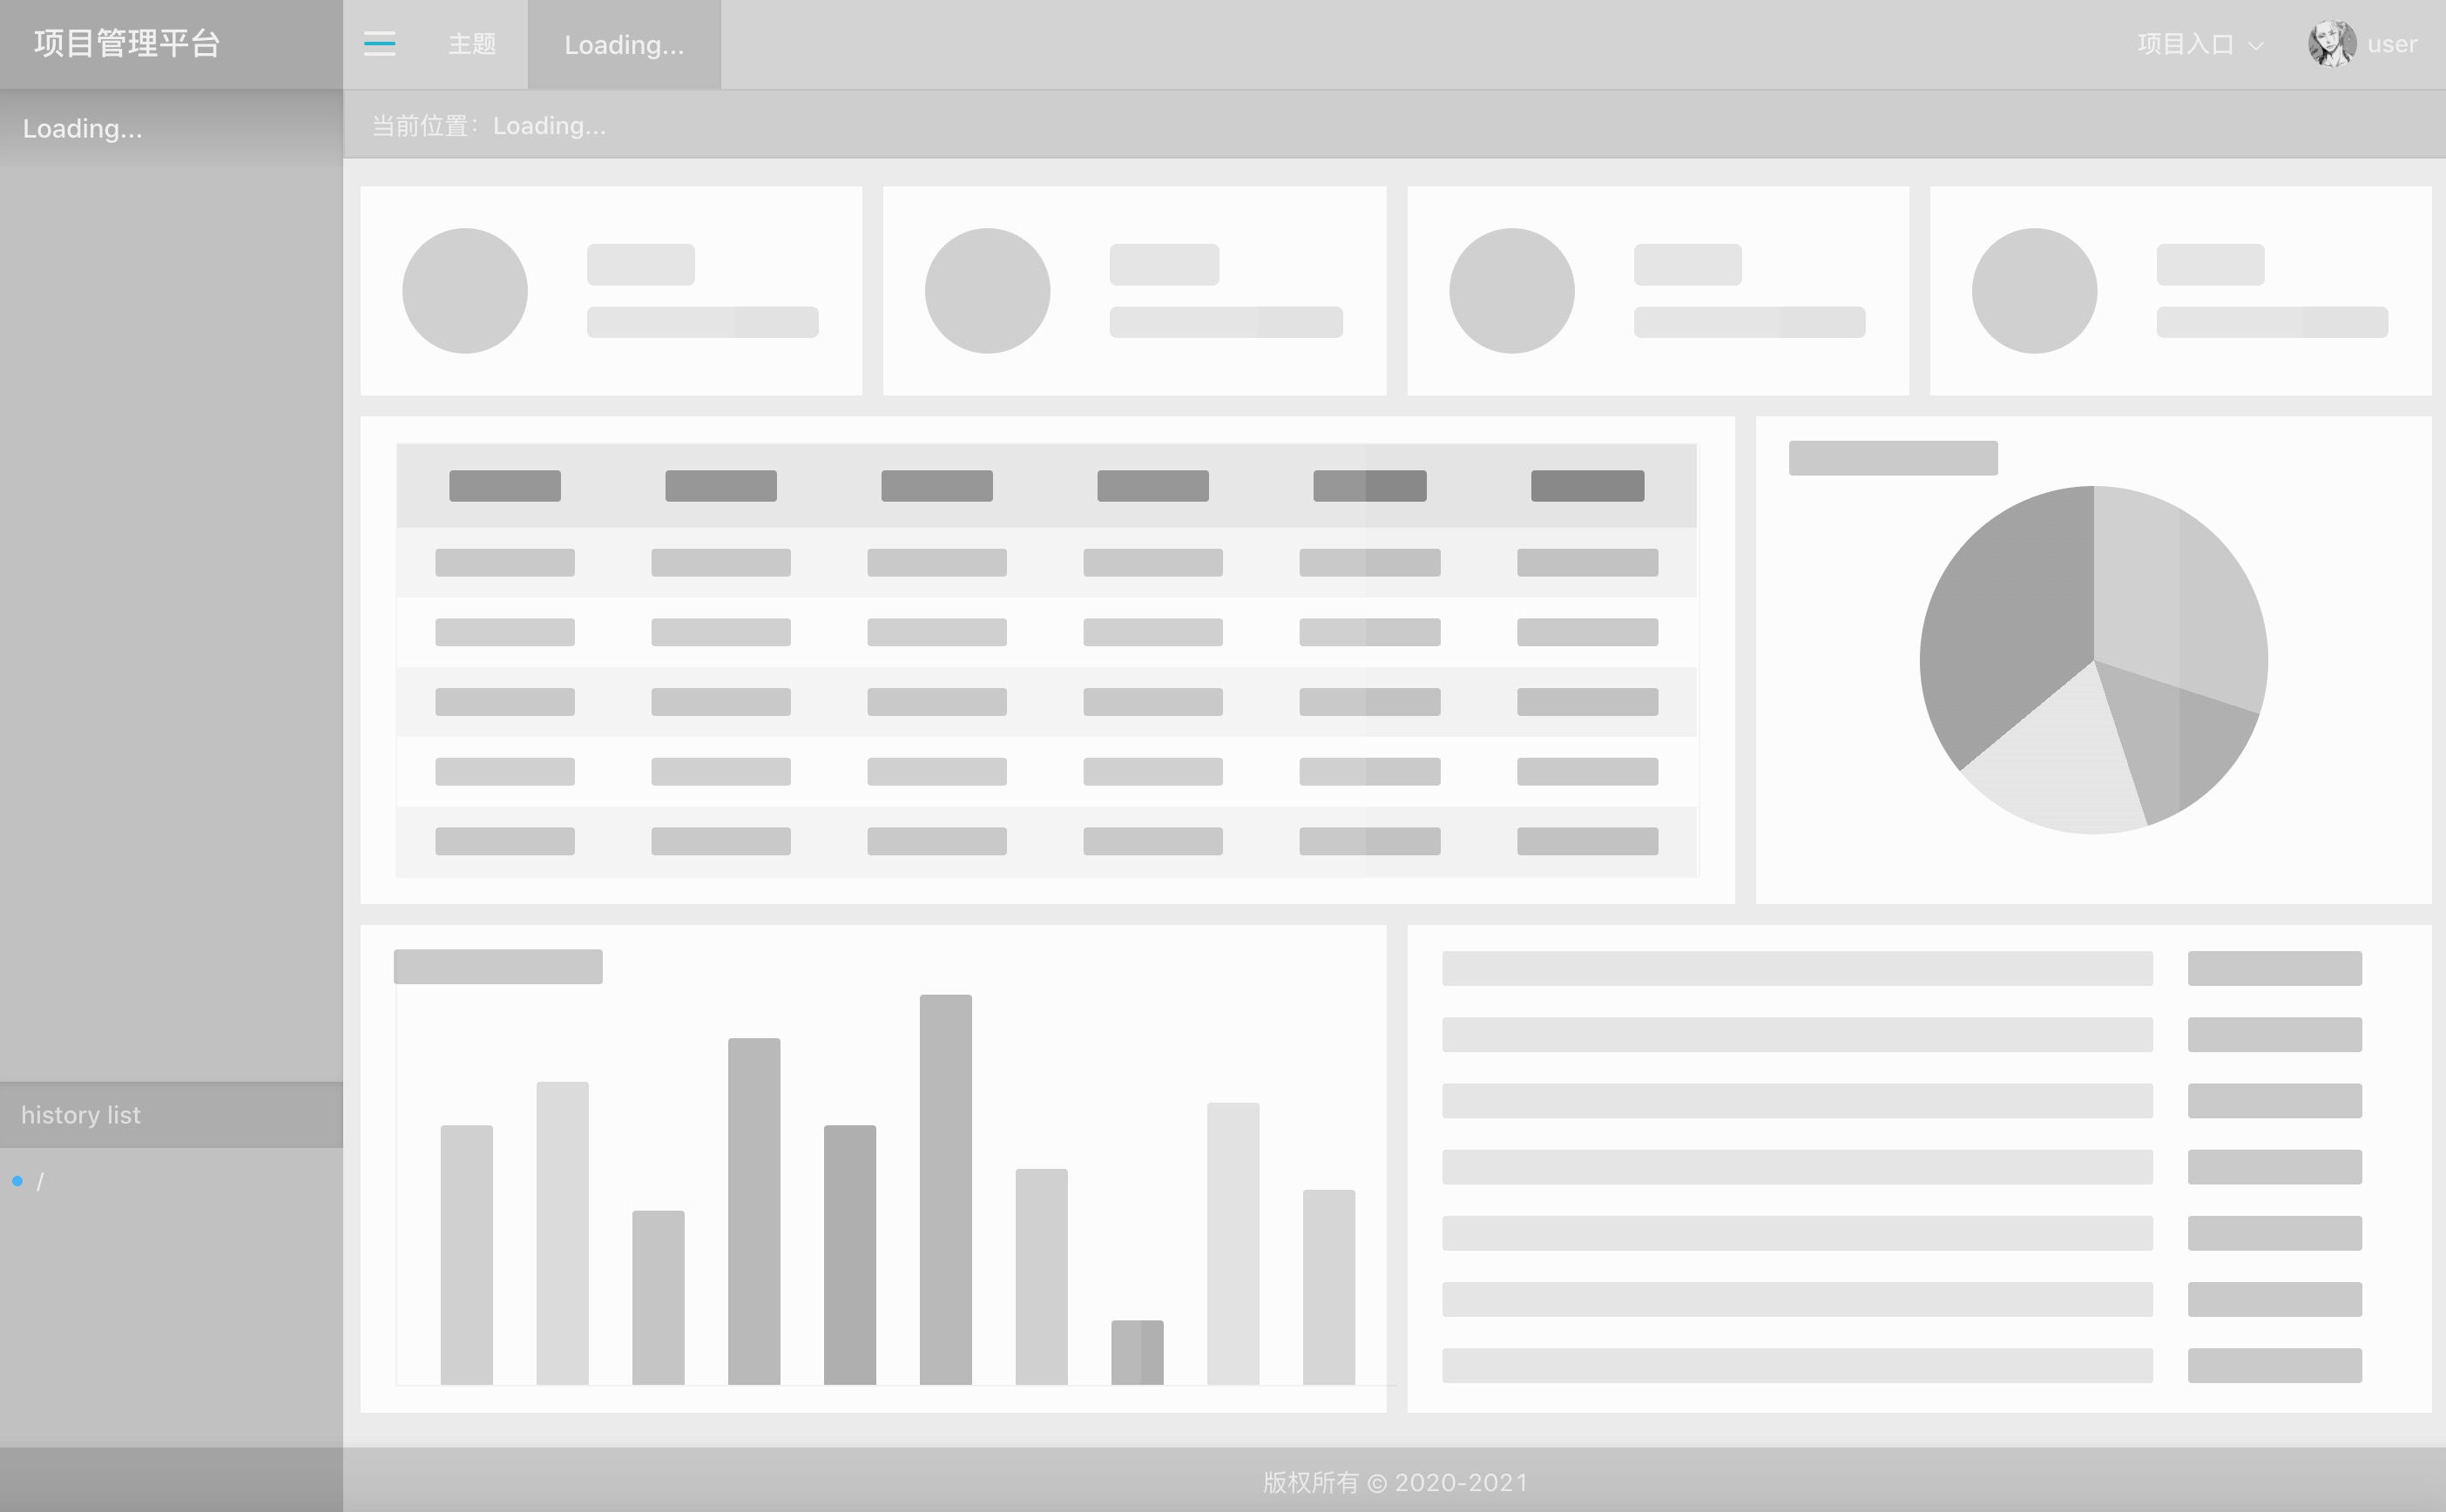 项目管理平台
主题
Loading...
项目入口
user
Loading...
当前位置： Loading...
history list
/
版权所有 © 2020-2021